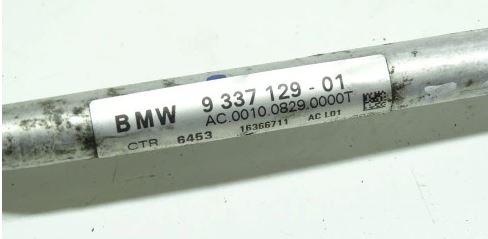 BMW 9 337 129 - 01
AC.0010.0829.0000T
CTR 6453 16366711 AC L01